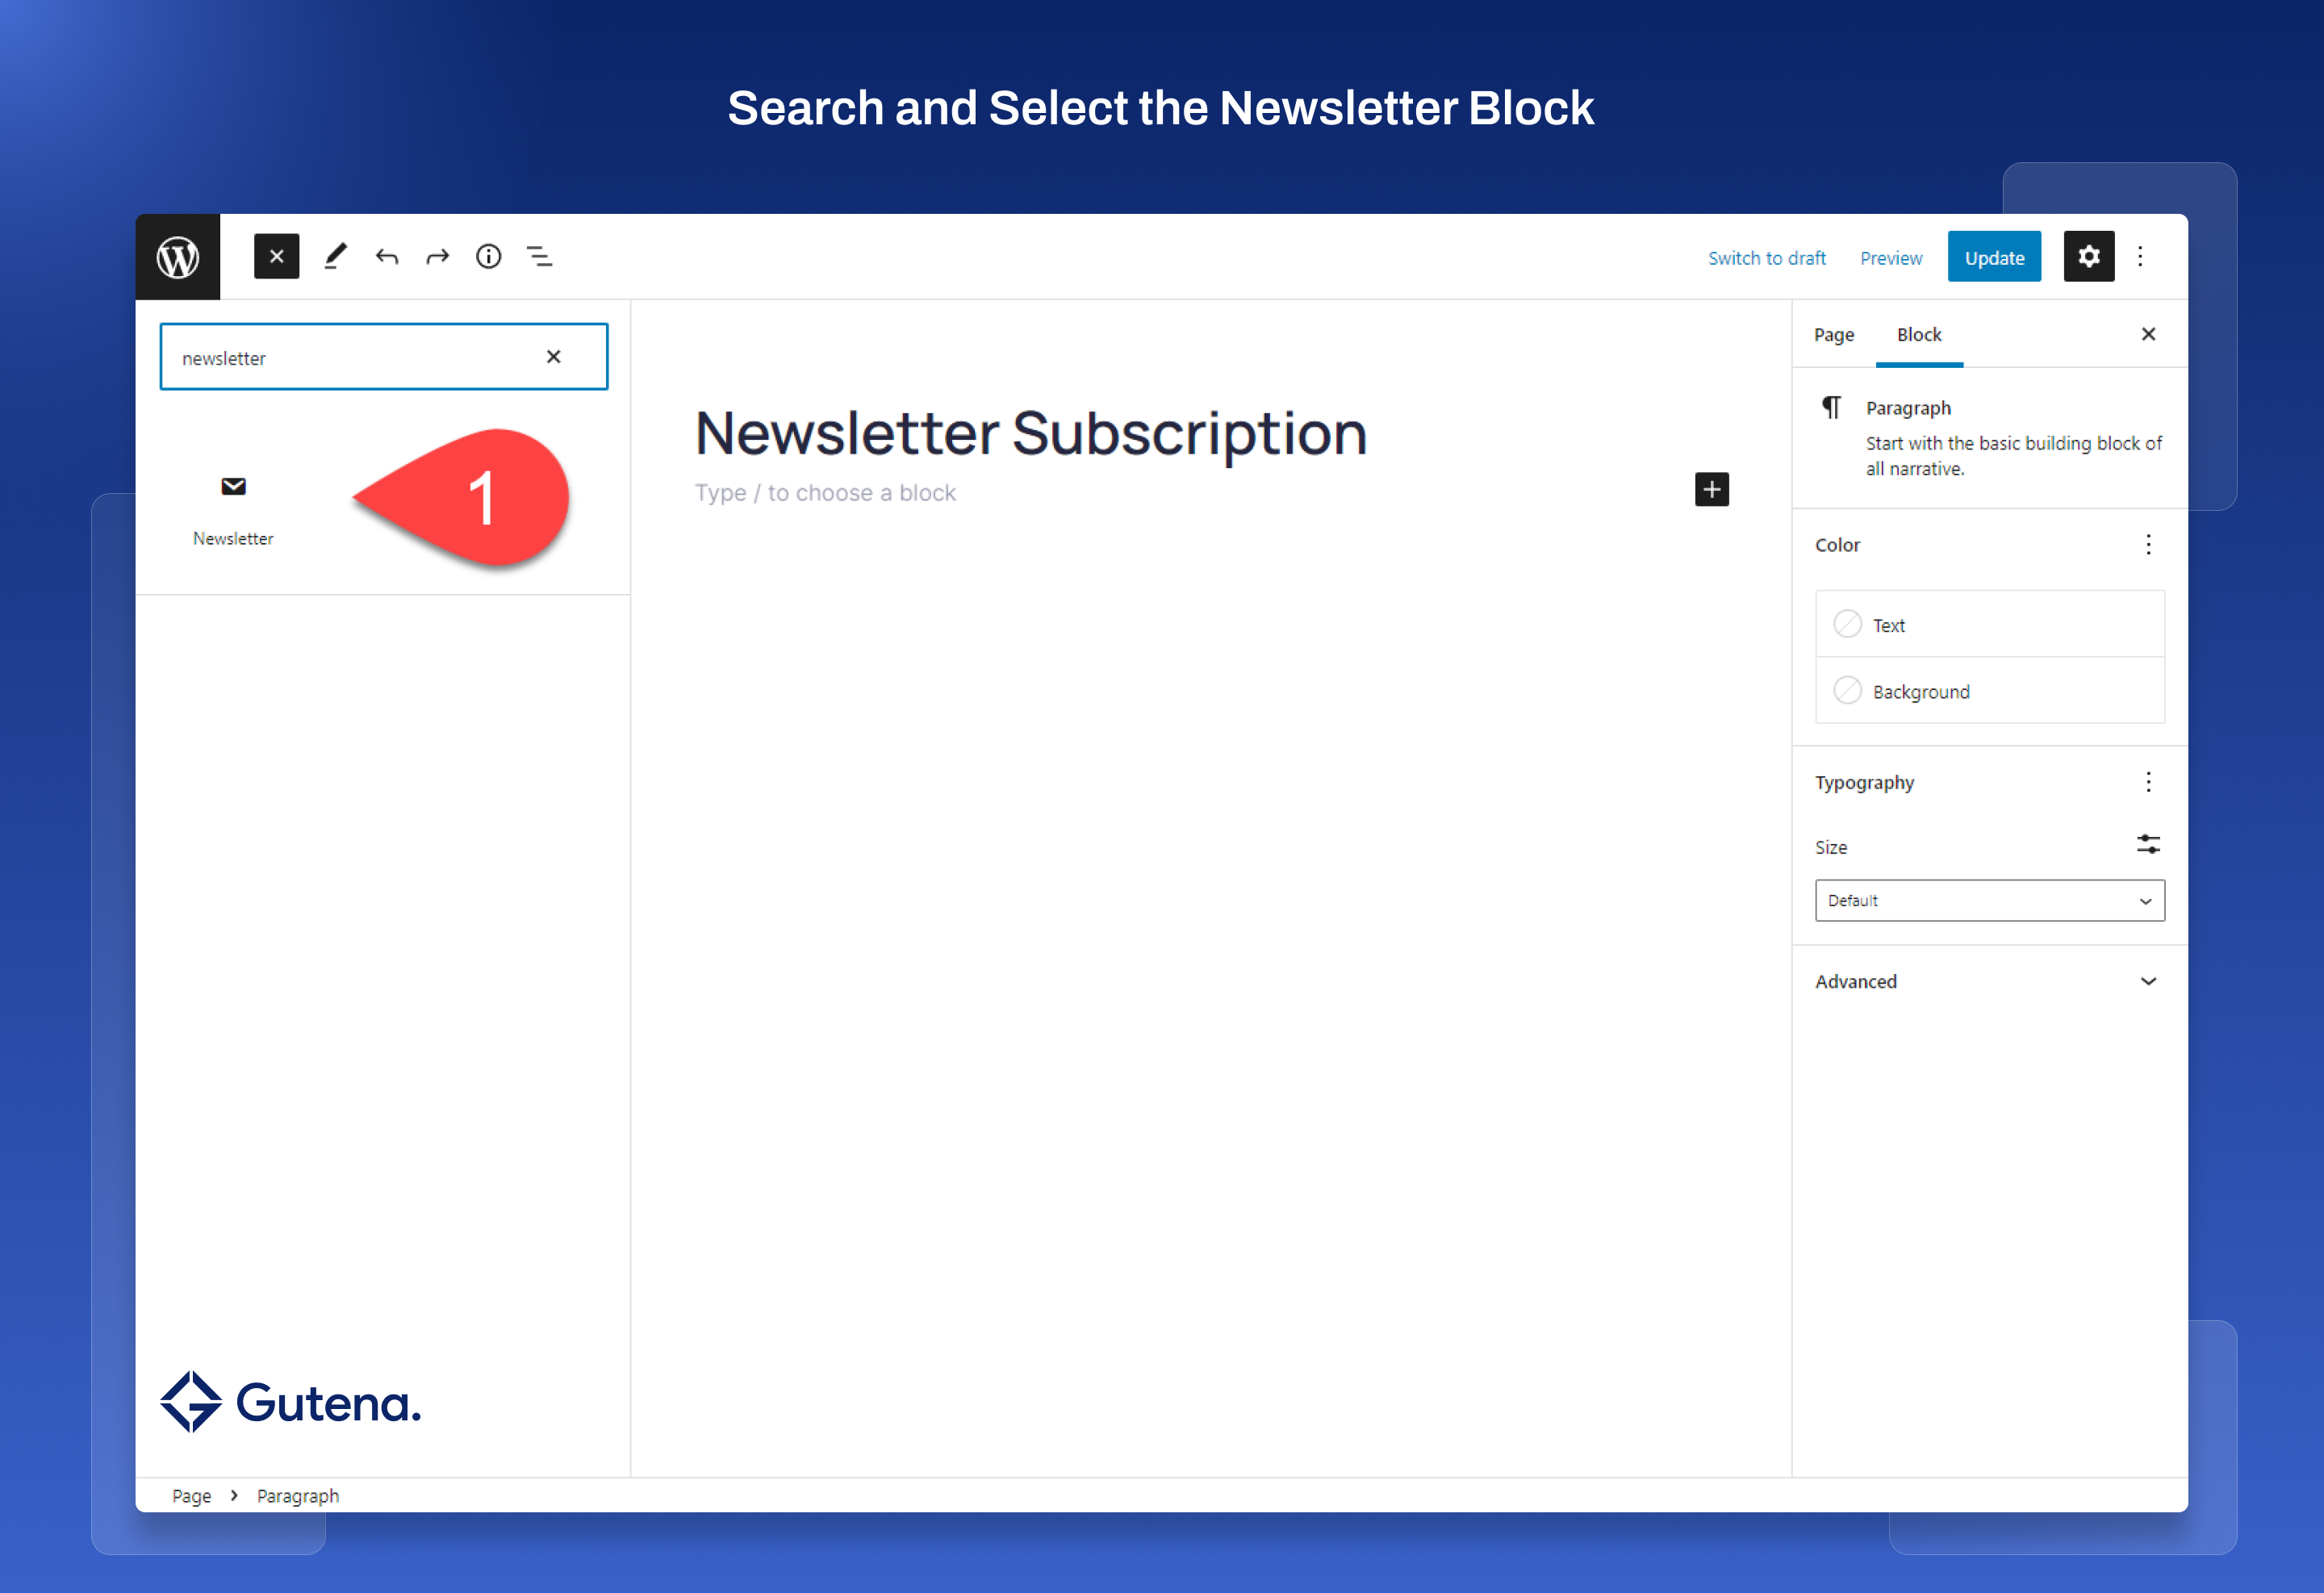 Search and Select the Newsletter Block
Switch to draft
Preview
Update
newsletter
Newsletter
1
Newsletter Subscription
Type / to choose a block
Page
Block
Paragraph
Start with the basic building block of
all narrative.
Color
Text
Background
Typography
Size
Default
Advanced
Gutena.
Page > Paragraph